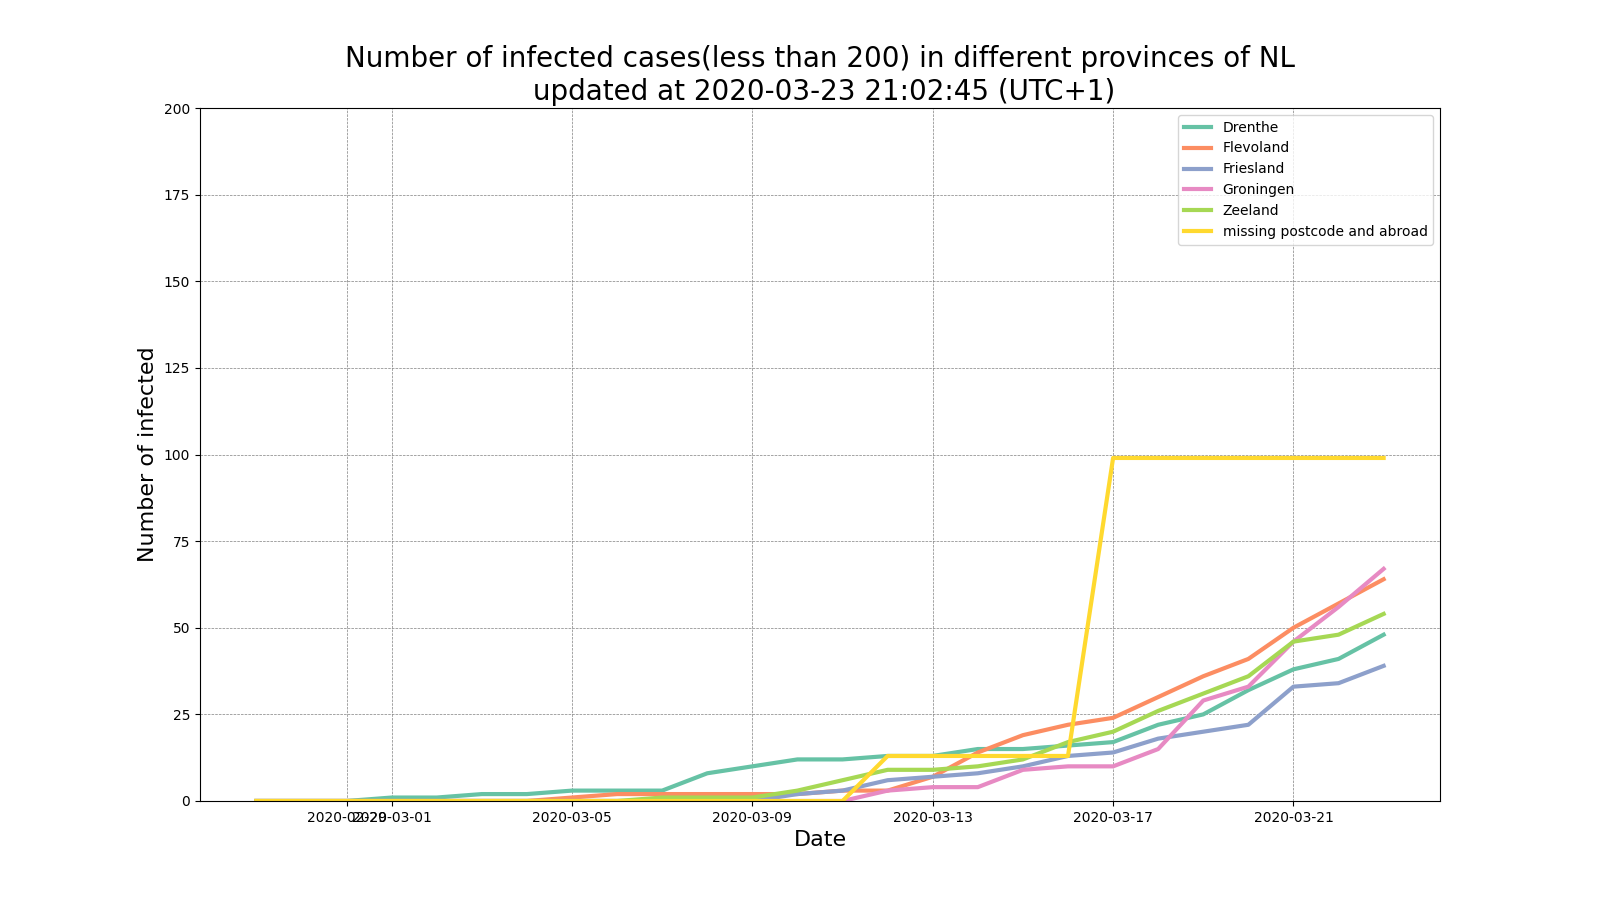 Number of infected cases(less than 200) in different provinces of NL
updated at 2020-03-23 21:02:45 (UTC+1)
200
175
150
125
100
75
50
25
0
Number of infected
Drenthe
Flevoland
Friesland
Groningen
Zeeland
missing postcode and abroad
2020-02-29
2020-03-01
2020-03-05
2020-03-09
2020-03-13
2020-03-17
2020-03-21
Date